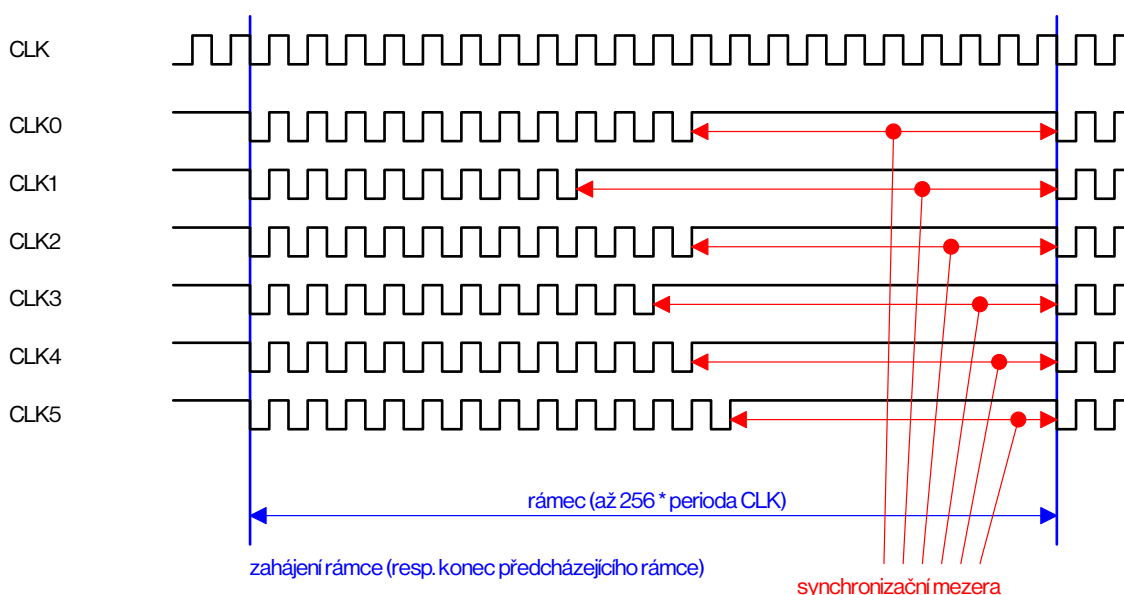 CLK
CLK0
CLK1
CLK2
CLK3
CLK4
CLK5
rámec (až 256 * perioda CLK)
zahájení rámce (resp. konec předcházejícího rámce)
synchronizační mezera